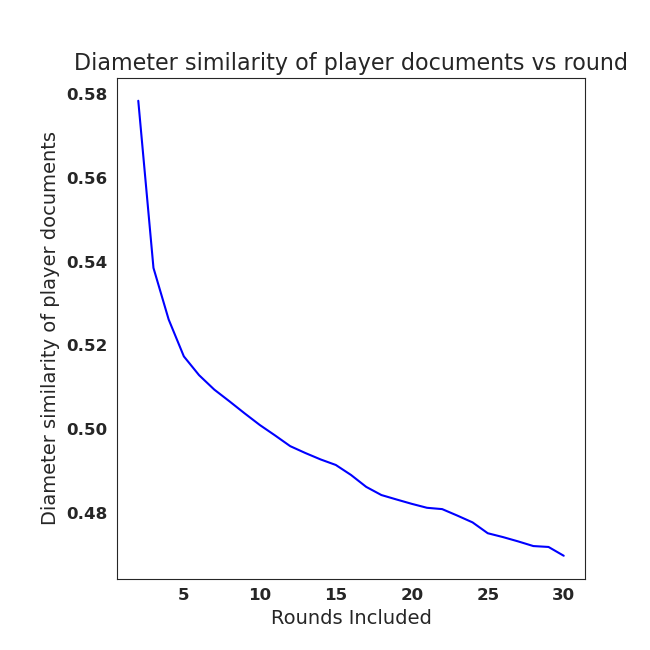 Diameter similarity of player documents vs round
Diameter similarity of player documents
0.58
0.56
0.54
0.52
0.50
0.48
5 10 15 20 25 30
Rounds Included